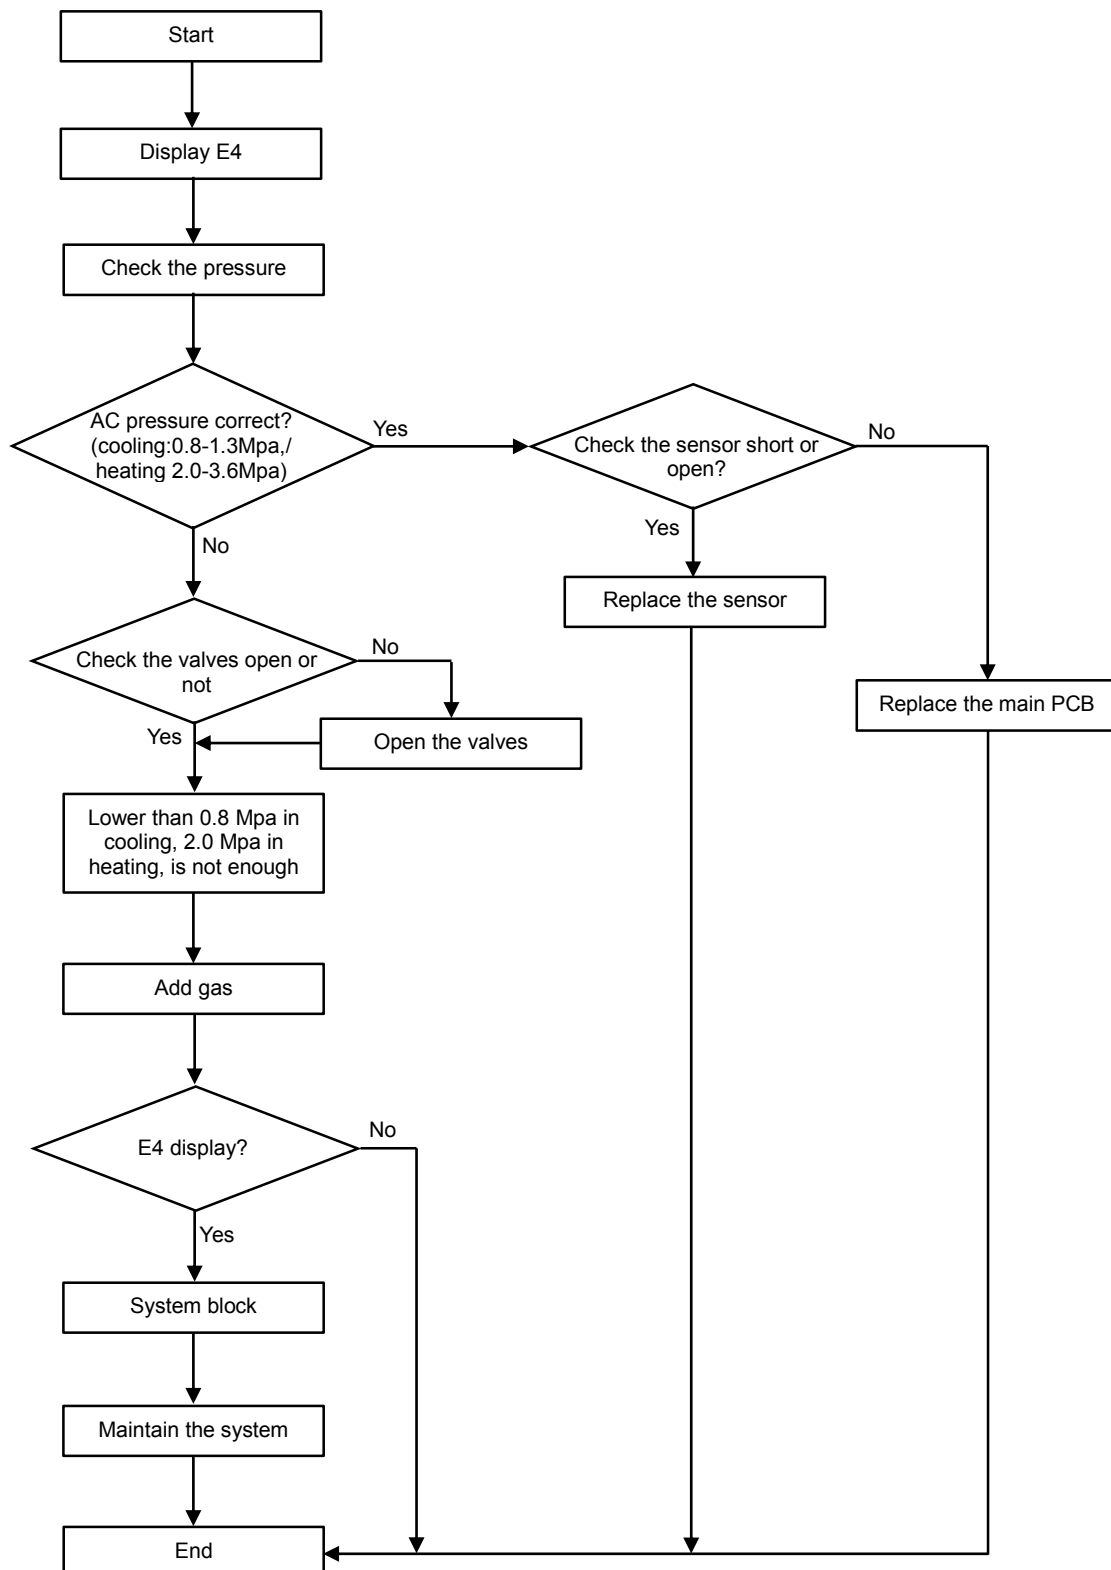 Start
Display E4
Check the pressure
AC pressure correct?
(cooling:0.8-1.3Mpa,/
heating 2.0-3.6Mpa)
Yes
No
Check the sensor short or
open?
No
Yes
Replace the sensor
Replace the main PCB
Check the valves open or
not
No
Yes
Open the valves
Lower than 0.8 Mpa in
cooling, 2.0 Mpa in
heating, is not enough
Add gas
E4 display?
No
Yes
System block
Maintain the system
End